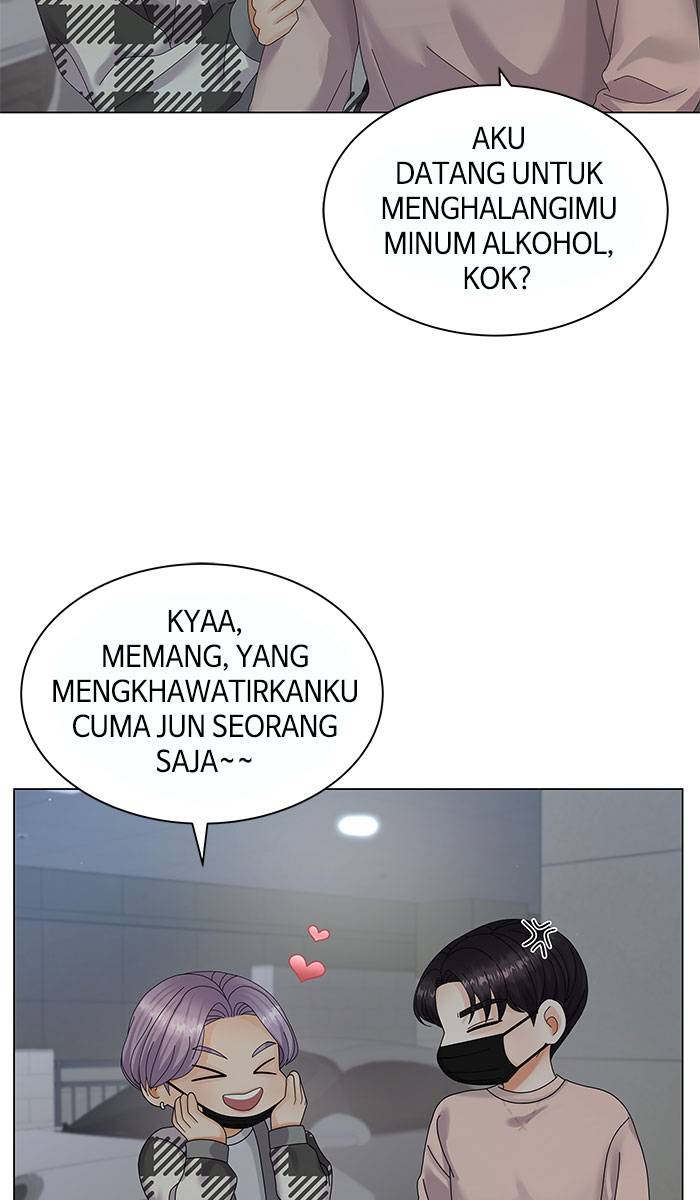 AKU
DATANG UNTUK
MENGHALANGIMU
MINUM ALKOHOL,
KOK?
KYAA,
MEMANG, YANG
MENGKHAWATIRKANKU
CUMA JUN SEORANG
SAJA~~